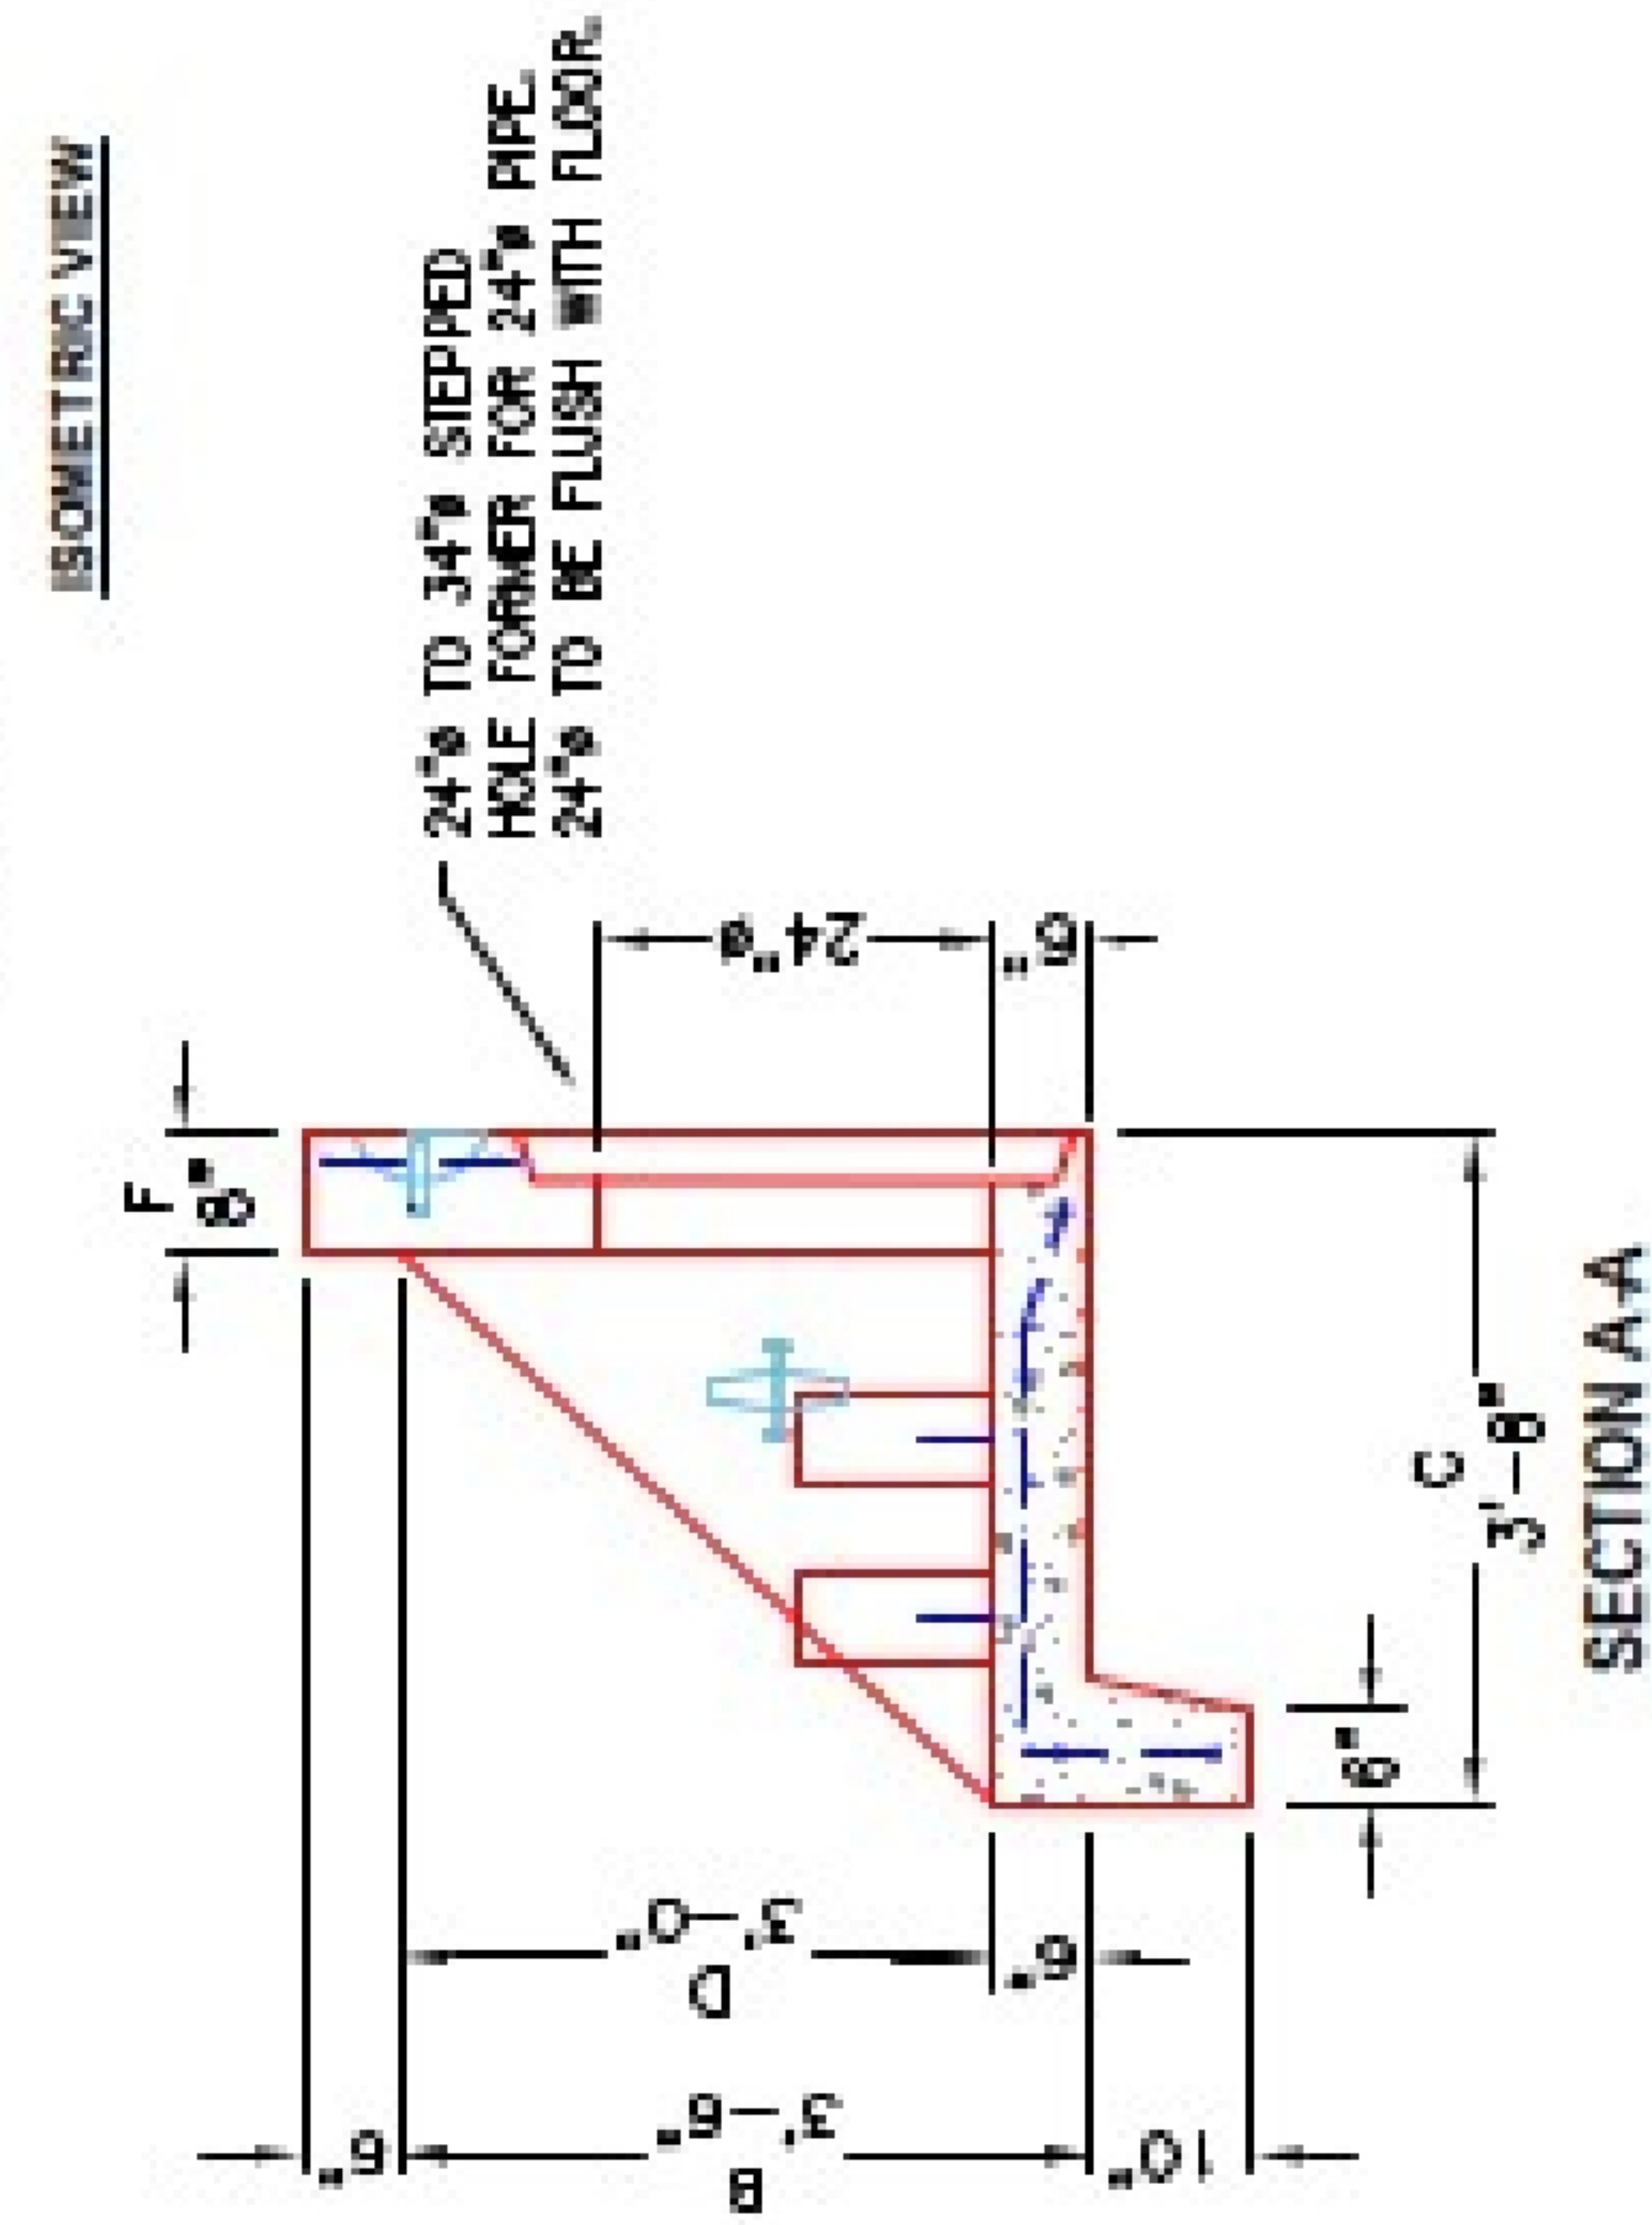 ISOMETRIC VIEW
24"ø TO 34"ø STEPPED
HOLE FORMER FOR 24"ø PIPE.
24"ø TO BE FLUSH WITH FLOOR.
F
8"
24"ø
6"
6"
D
3'-0"
6"
B
3'-6"
10"
6"
C
3'-8"
SECTION A-A